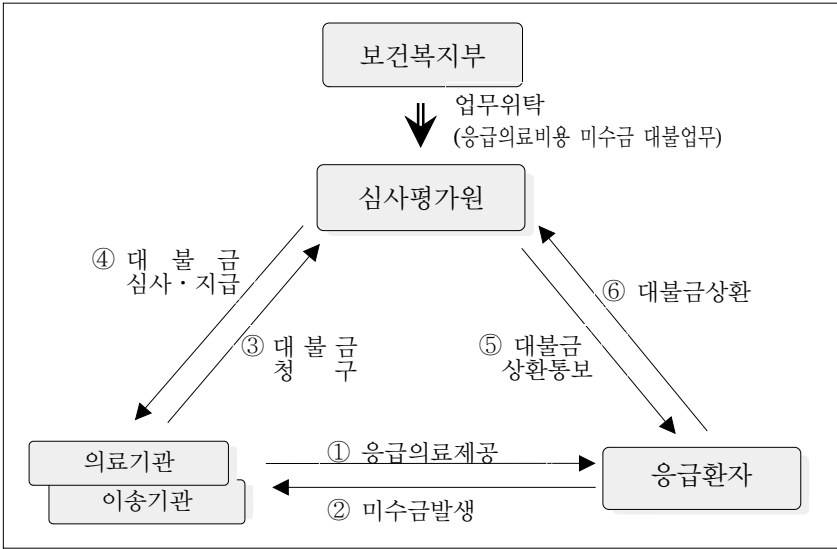 보건복지부
업무위탁
(응급의료비용 미수금 대불업무)
심사평가원
④ 대 불 금
심사・지급
⑥ 대불금상환
③ 대 불 금
청 구
⑤ 대불금
상환통보
의료기관
이송기관
① 응급의료제공
② 미수금발생
응급환자